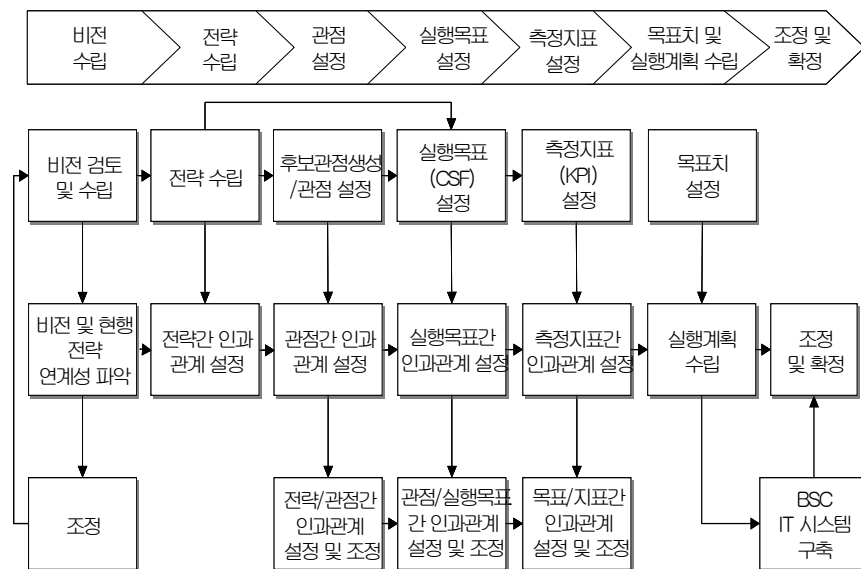 비전
수립
전략
수립
관점
설정
실행목표
설정
측정지표
설정
목표치 및
실행계획 수립
조정 및
확정
비전 검토
및 수립
전략 수립
후보관점생성
/관점 설정
실행목표
(CSF)
설정
측정지표
(KPI)
설정
목표치
설정
비전 및 현행
전략
연계성 파악
전략간 인과
관계 설정
관점간 인과
관계 설정
실행목표간
인과관계 설정
측정지표간
인과관계 설정
실행계획
수립
조정
및 확정
조정
전략/관점간
인과관계
설정 및 조정
관점/실행목표
간 인과관계
설정 및 조정
목표/지표간
인과관계
설정 및 조정
BSC
IT 시스템
구축